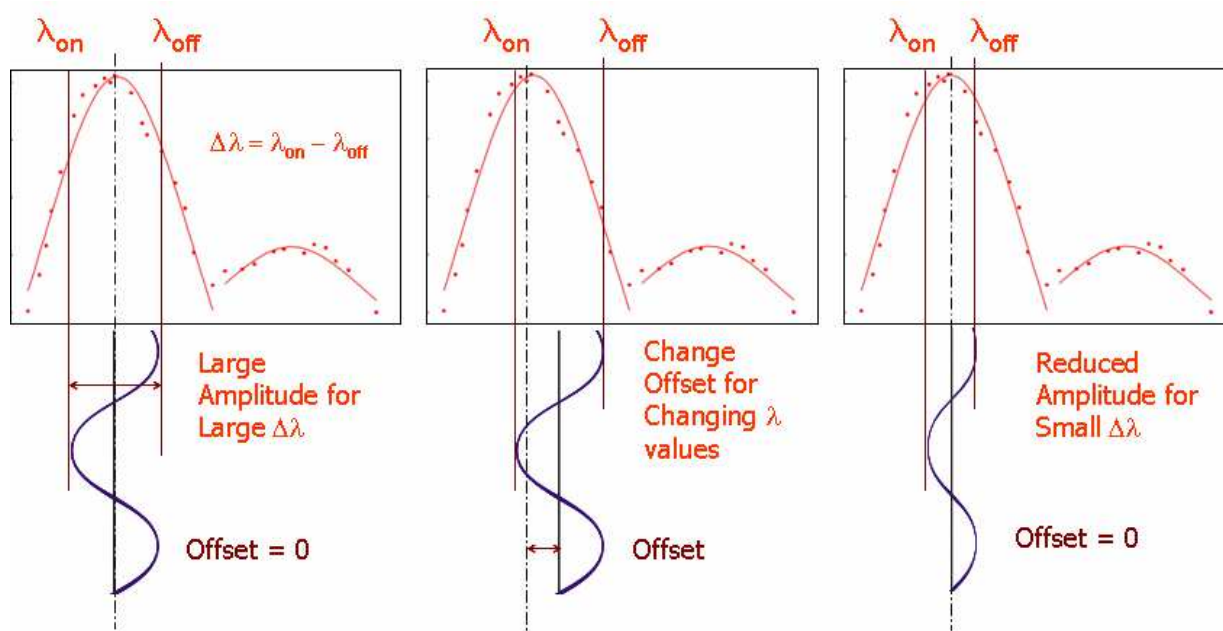 λon λoff
Δλ = λon − λoff
Large
Amplitude for
Large Δλ
Offset = 0
λon λoff
Change
Offset for
Changing λ
values
Offset
λon λoff
Reduced
Amplitude for
Small Δλ
Offset = 0